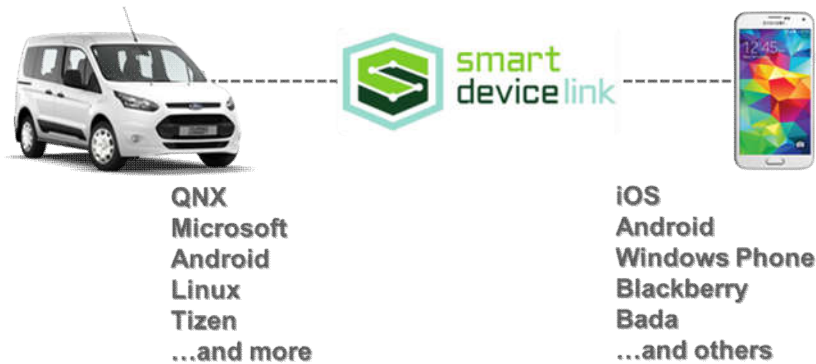 smart
devicelink
12:45
QNX
Microsoft
Android
Linux
Tizen
...and more
iOS
Android
Windows Phone
Blackberry
Bada
...and others